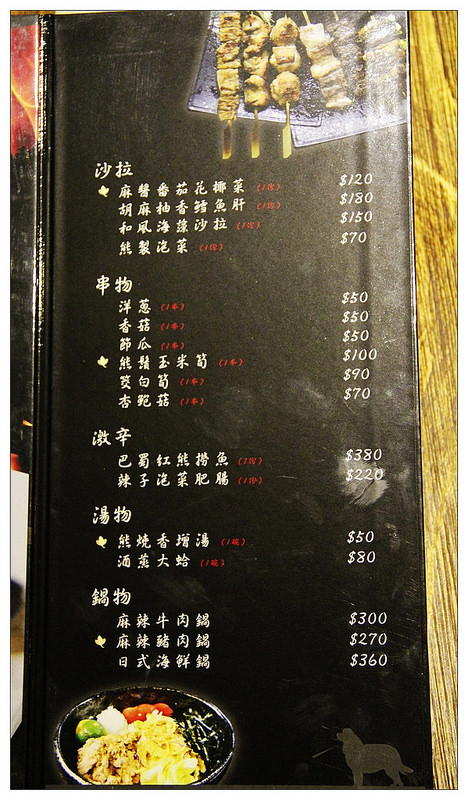 沙拉
麻醬番茄花椰菜 (1份) $120
胡麻柚香鱈魚肝 (1份) $180
和風海藻沙拉 (1份) $150
熊製泡菜 (1份) $70
串物
洋蔥 (1串) $50
香菇 (1串) $50
節瓜 (1串) $50
熊鬚玉米筍 (1串) $100
筊白筍 (1串) $90
杏鮑菇 (1串) $70
激辛
巴蜀紅熊撈魚 (1份) $380
辣子泡菜肥腸 (1份) $220
湯物
熊燒香增湯 (1碗) $50
酒蒸大蛤 (1碗) $80
鍋物
麻辣牛肉鍋 $300
麻辣豬肉鍋 $270
日式海鮮鍋 $360